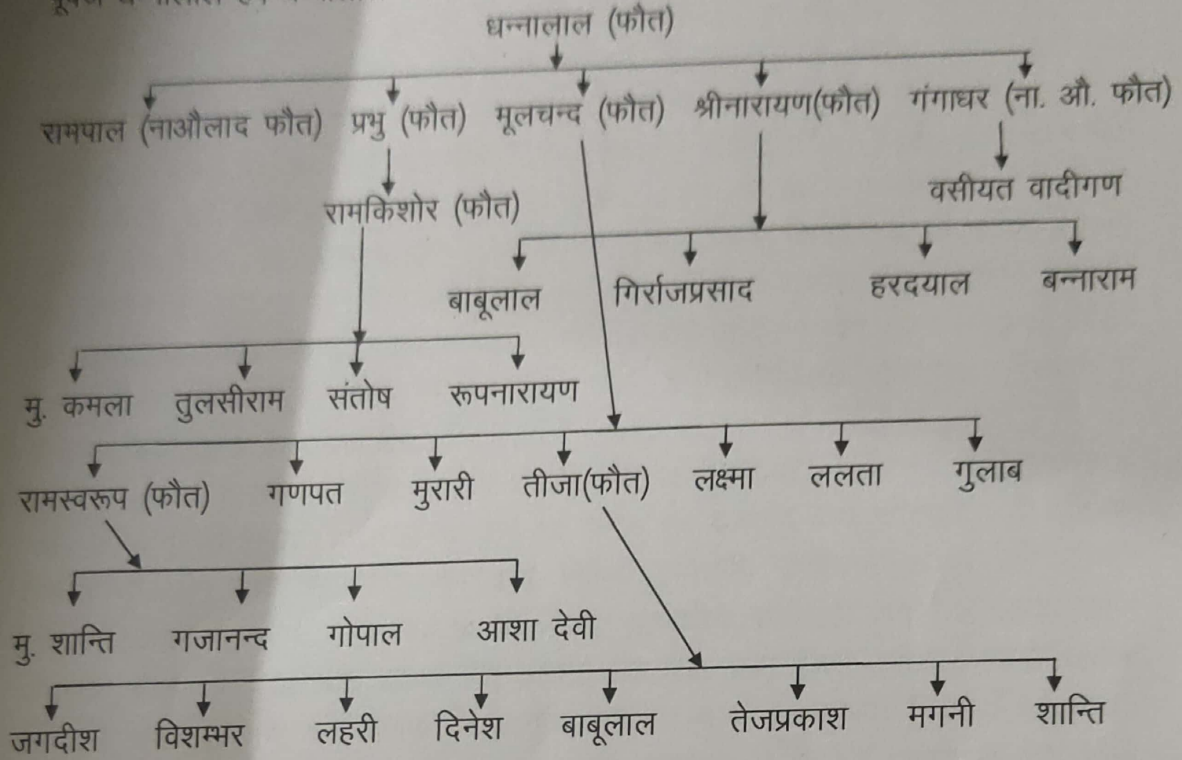 धन्नालाल (फौत)
रामपाल (नाऔलाद फौत) प्रभु (फौत) मूलचन्द (फौत) श्रीनारायण(फौत) गंगाधर (ना. औ. फौत)
वसीयत वादीगण
रामकिशोर (फौत)
बाबूलाल गिर्राजप्रसाद हरदयाल बन्नाराम
मु. कमला तुलसीराम संतोष रूपनारायण
रामस्वरूप (फौत) गणपत मुरारी तीजा(फौत) लक्ष्मा ललता गुलाब
मु. शान्ति गजानन्द गोपाल आशा देवी
जगदीश विशम्भर लहरी दिनेश बाबूलाल तेजप्रकाश मगनी शान्ति